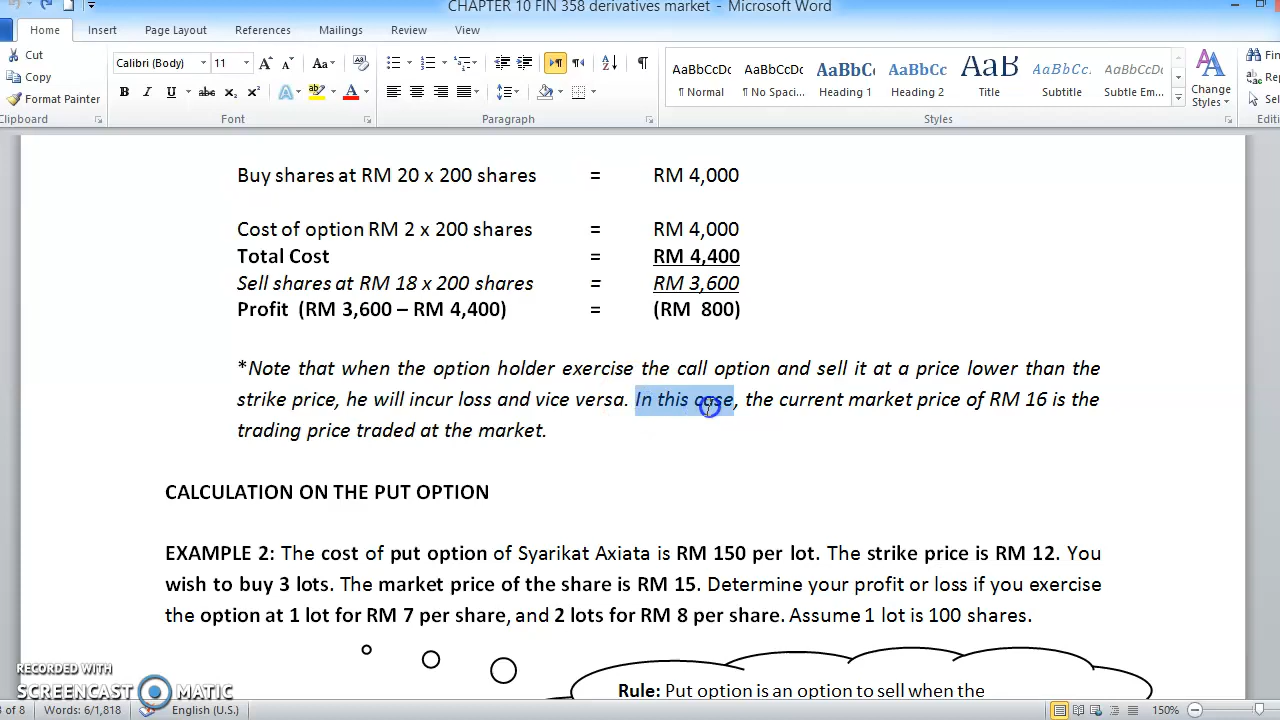 CHAPTER 10 FIN 358 derivatives market - Microsoft Word
Home Insert Page Layout References Mailings Review View
Cut
Copy
Format Painter
Clipboard
Calibri (Body) 11
Font
Paragraph
AaBbCcDc AaBbCcDc AaBbC AaBbCc AaB AaBbCc. AaBbCcDc
¶ Normal ¶ No Spaci... Heading 1 Heading 2 Title Subtitle Subtle Em...
Change
Styles
Styles
Fin
Re
Sel
Editi
Buy shares at RM 20 x 200 shares = RM 4,000
Cost of option RM 2 x 200 shares = RM 4,000
Total Cost = RM 4,400
Sell shares at RM 18 x 200 shares = RM 3,600
Profit (RM 3,600 – RM 4,400) = (RM 800)
*Note that when the option holder exercise the call option and sell it at a price lower than the
strike price, he will incur loss and vice versa. In this case, the current market price of RM 16 is the
trading price traded at the market.
CALCULATION ON THE PUT OPTION
EXAMPLE 2: The cost of put option of Syarikat Axiata is RM 150 per lot. The strike price is RM 12. You
wish to buy 3 lots. The market price of the share is RM 15. Determine your profit or loss if you exercise
the option at 1 lot for RM 7 per share, and 2 lots for RM 8 per share. Assume 1 lot is 100 shares.
Rule: Put option is an option to sell when the
RECORDED WITH
SCREENCAST MATIC
of 8 Words: 6/1,818 English (U.S.) 150%